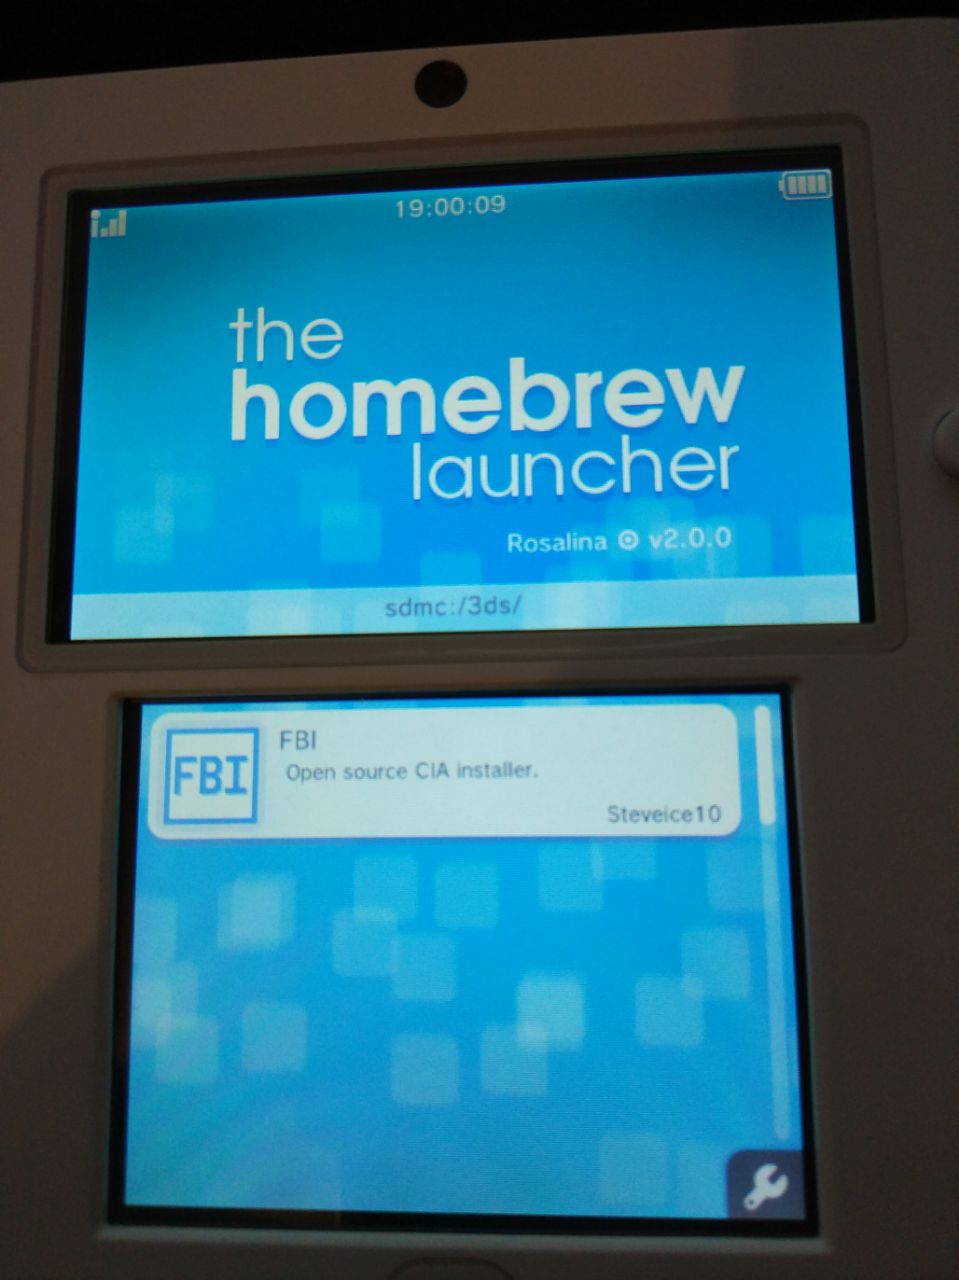 19:00:09
the
homebrew
launcher
Rosalina v2.0.0
sdmc:/3ds/
FBI
FBI
Open source CIA installer.
Steveice10